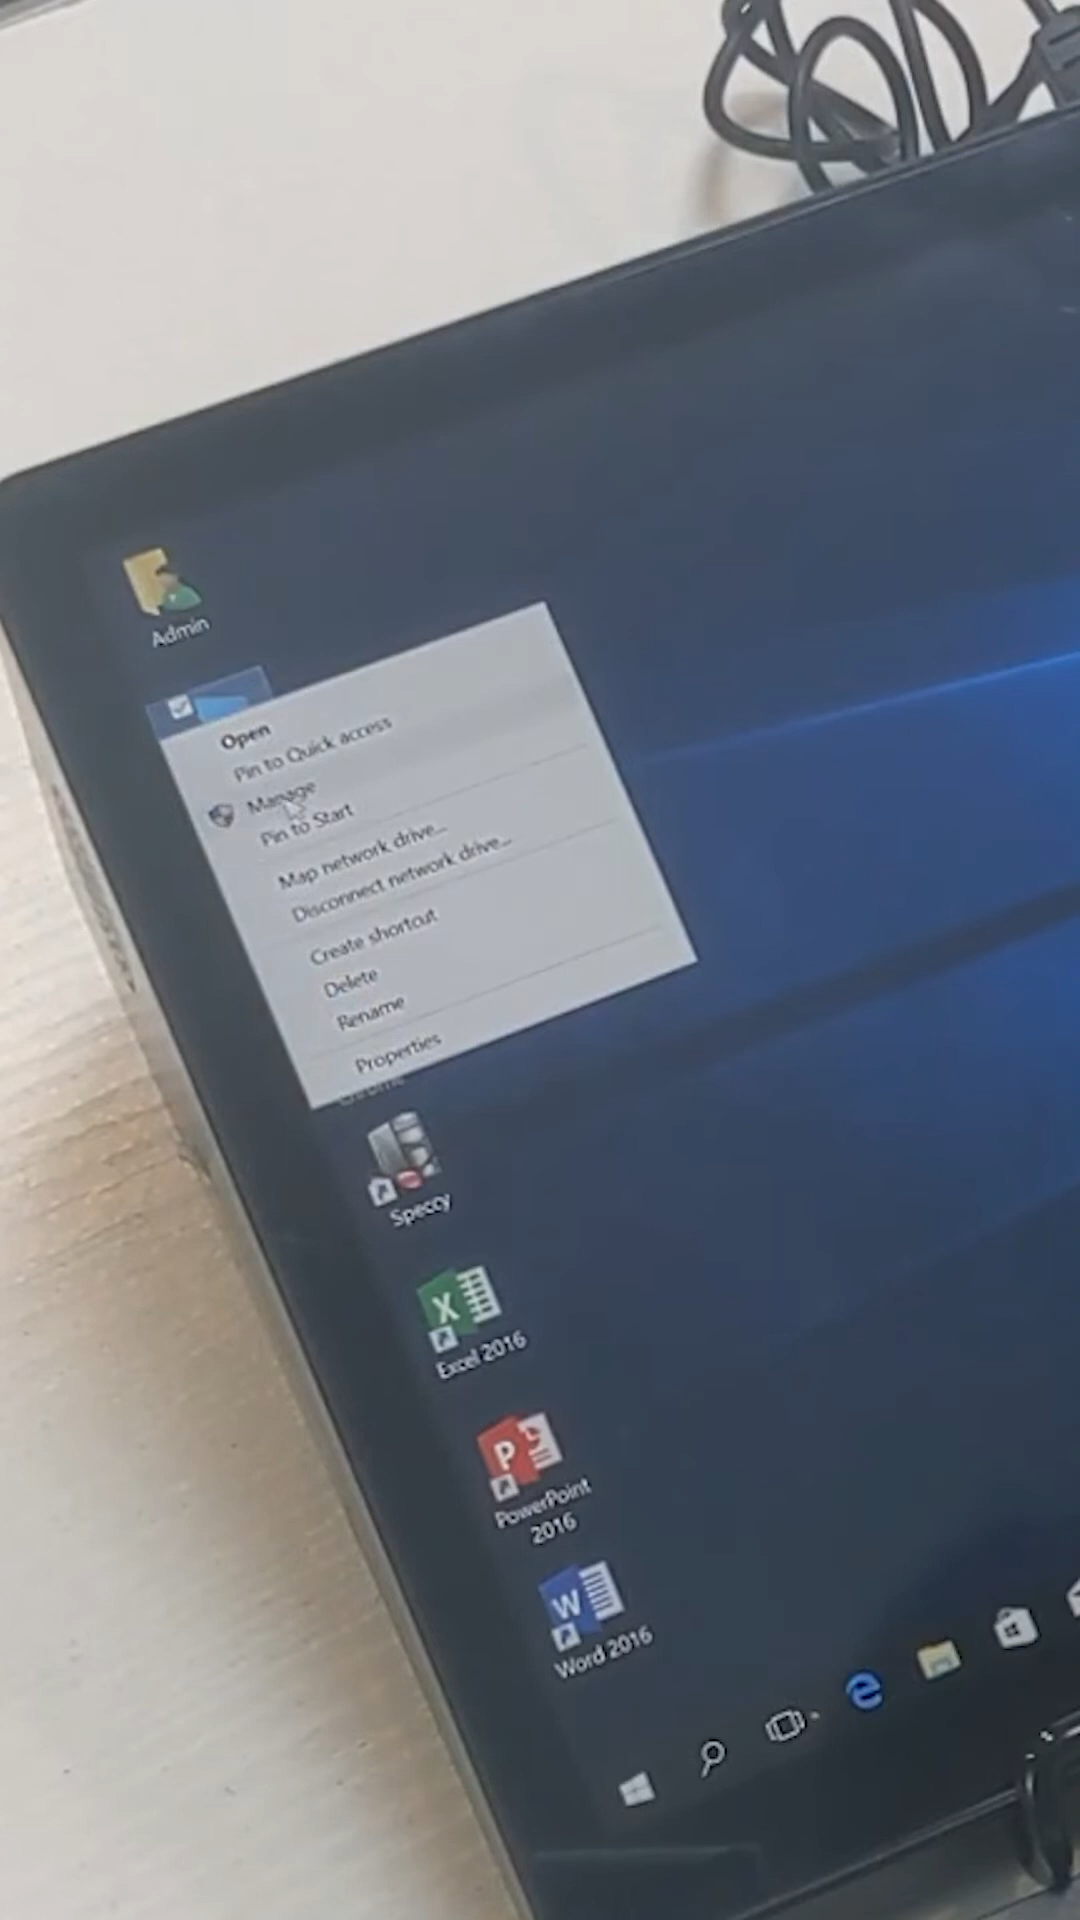 Admin
Open
Pin to Quick access
Manage
Pin to Start
Map network drive...
Disconnect network drive...
Create shortcut
Delete
Rename
Properties
Chrome
Speccy
Excel 2016
PowerPoint
2016
Word 2016